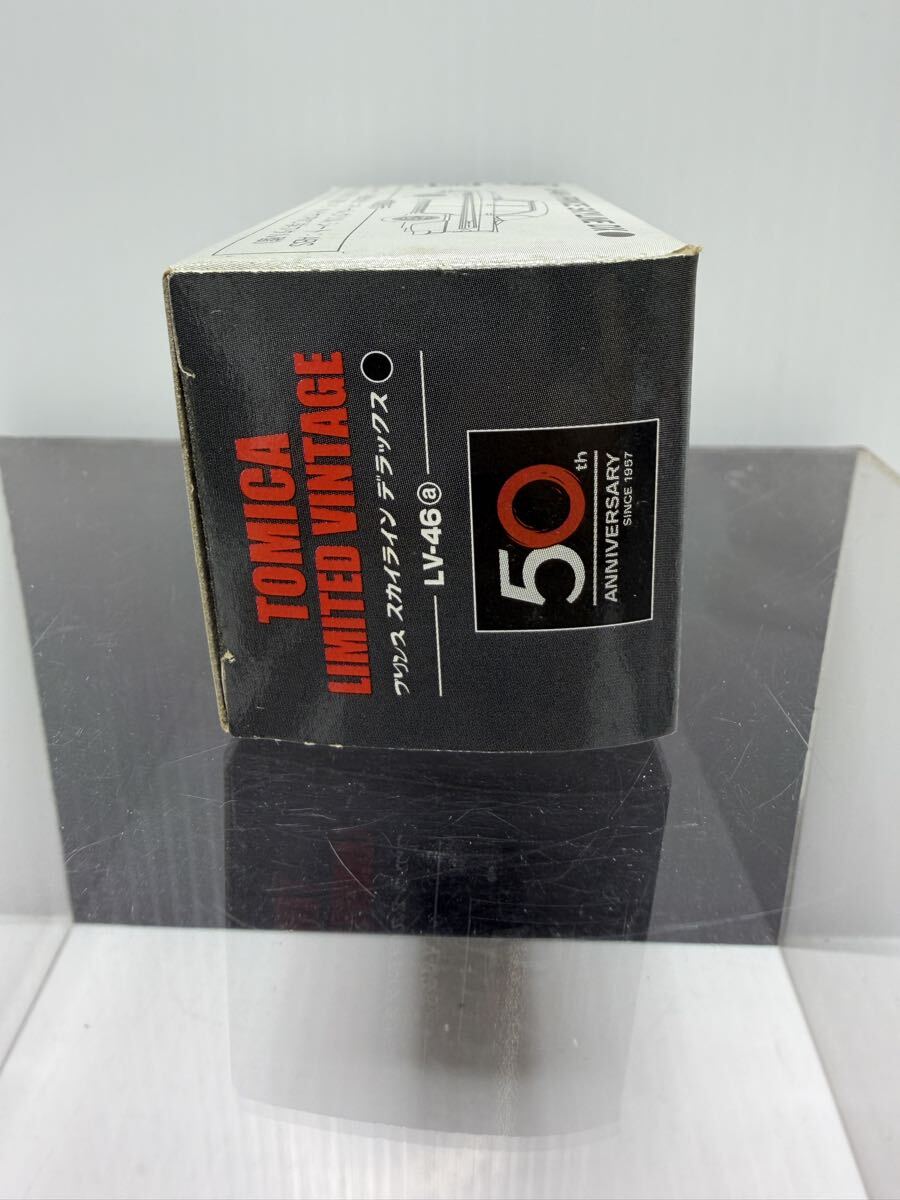 TOMICA
LIMITED VINTAGE
プリンス スカイライン デラックス
LV-46ⓐ
50th
ANNIVERSARY
SINCE 1957